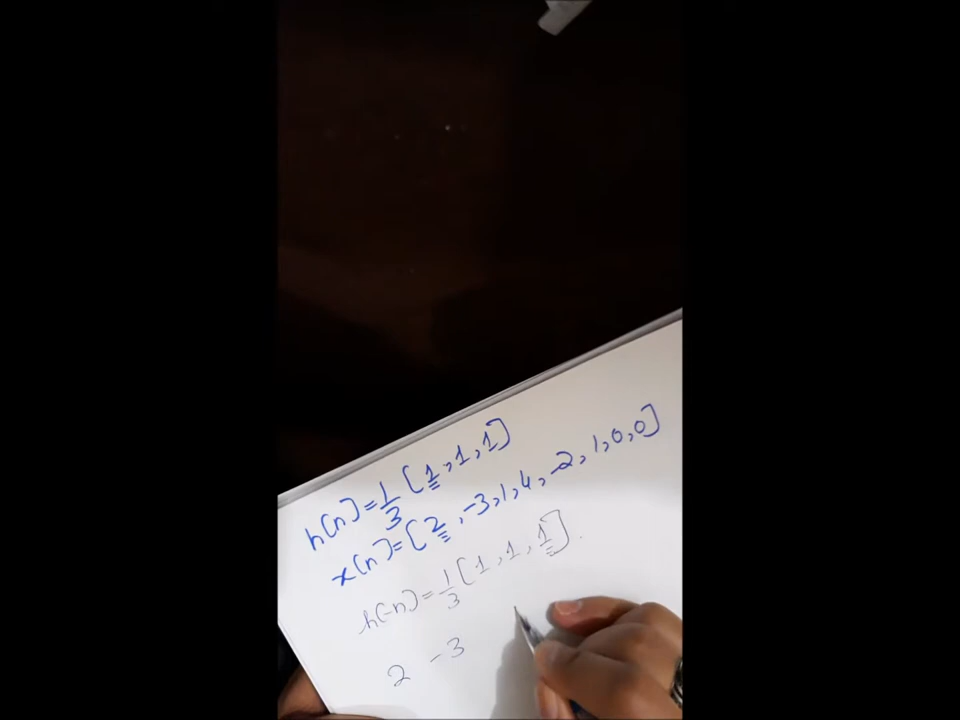 h(n)=1/3[1,1,1]
x(n)=[2,-3,1,4,-2,1,0,0]
h(-n)=1/3[1,1,1].
2 -3